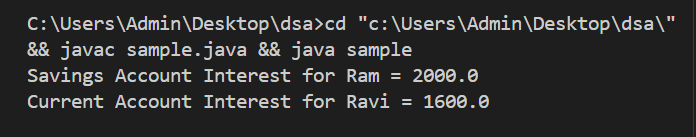 C:\Users\Admin\Desktop\dsa>cd "c:\Users\Admin\Desktop\dsa\"
&& javac sample.java && java sample
Savings Account Interest for Ram = 2000.0
Current Account Interest for Ravi = 1600.0